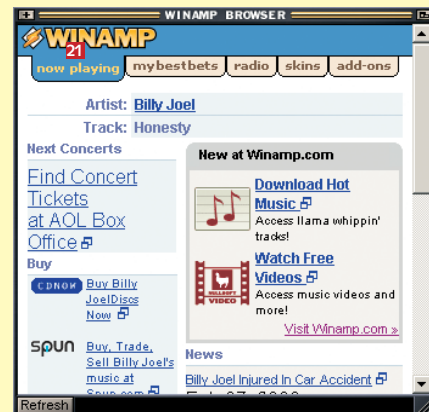 WINAMP BROWSER
WINAMP
21
now playing
mybestbets
radio
skins
add-ons
Artist: Billy Joel
Track: Honesty
Next Concerts
Find Concert
Tickets
at AOL Box
Office
Buy
CDNOW
Buy Billy
JoelDiscs
Now
spun
Buy, Trade,
Sell Billy Joel's
music at
Spun.com
New at Winamp.com
Download Hot
Music
Access llama whippin'
tracks!
VIDEO
Watch Free
Videos
Access music videos and
more!
Visit Winamp.com »
News
Billy Joel Injured In Car Accident
Refresh